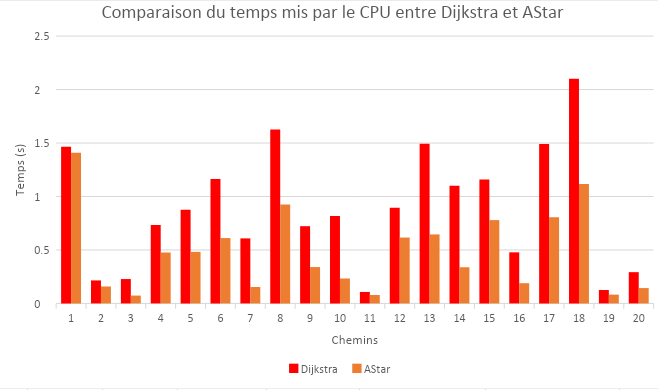 Comparaison du temps mis par le CPU entre Dijkstra et AStar
2.5
2
1.5
1
0.5
0
Temps (s)
1 2 3 4 5 6 7 8 9 10 11 12 13 14 15 16 17 18 19 20
Chemins
Dijkstra AStar